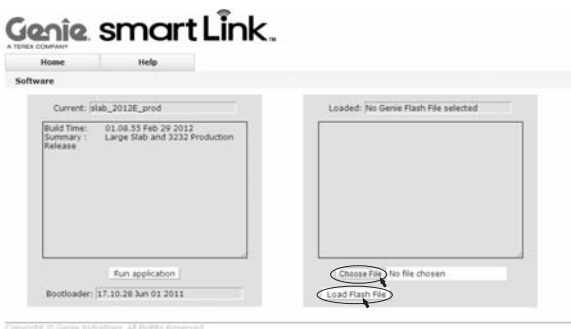 Genie smartLink™
A TEREX COMPANY
Home Help
Software
Current: slab_2012E_prod
Build Time: 01.08.55 Feb 29 2012
Summary : Large Slab and 3232 Production
Release
Run application
Bootloader: 17.10.28 Jun 01 2011
Loaded: No Genie Flash File selected
Choose File No file chosen
Load Flash File
Copyright © Genie Industries. All Rights Reserved